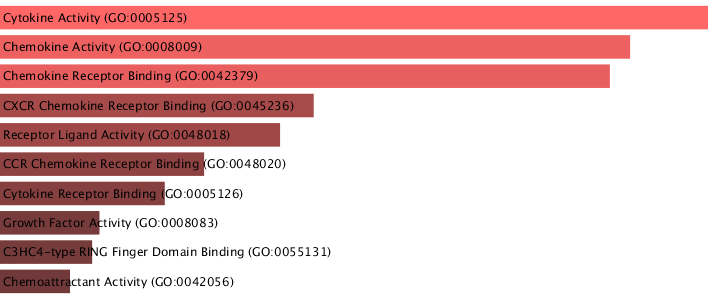 Cytokine Activity (GO:0005125)
Chemokine Activity (GO:0008009)
Chemokine Receptor Binding (GO:0042379)
CXCR Chemokine Receptor Binding (GO:0045236)
Receptor Ligand Activity (GO:0048018)
CCR Chemokine Receptor Binding (GO:0048020)
Cytokine Receptor Binding (GO:0005126)
Growth Factor Activity (GO:0008083)
C3HC4-type RING Finger Domain Binding (GO:0055131)
Chemoattractant Activity (GO:0042056)